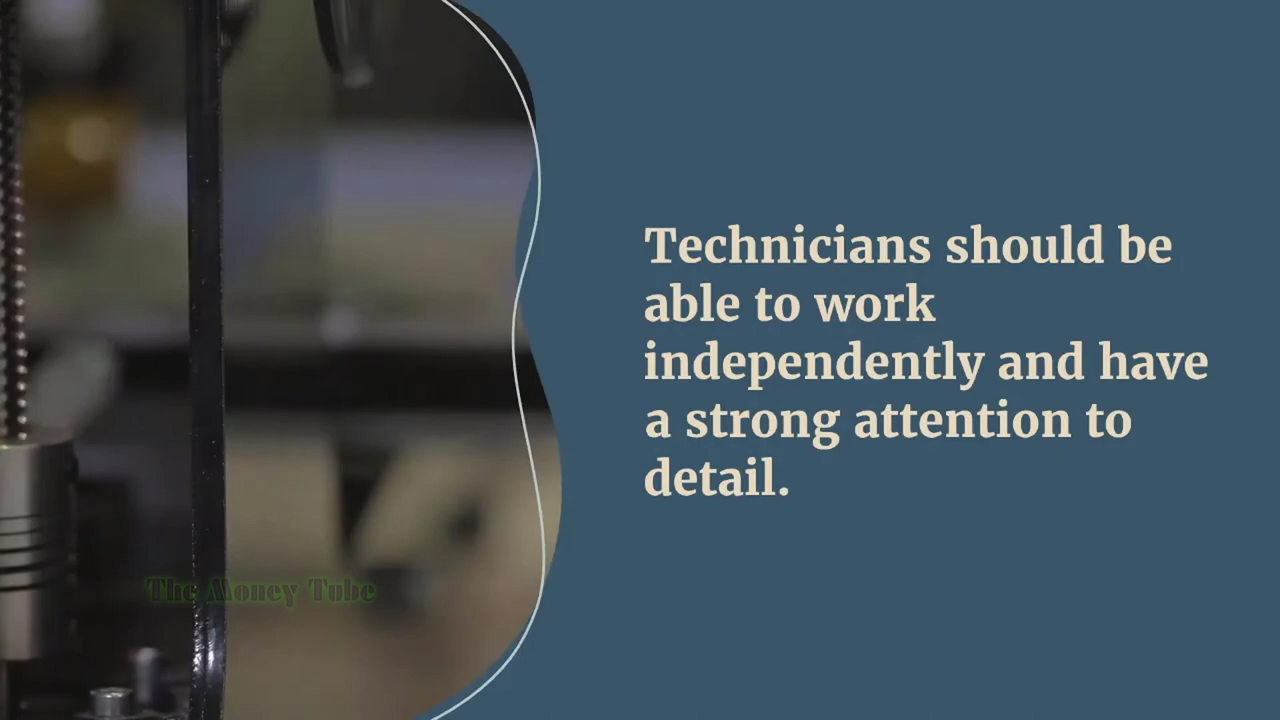 Technicians should be
able to work
independently and have
a strong attention to
detail.
The Money Tube